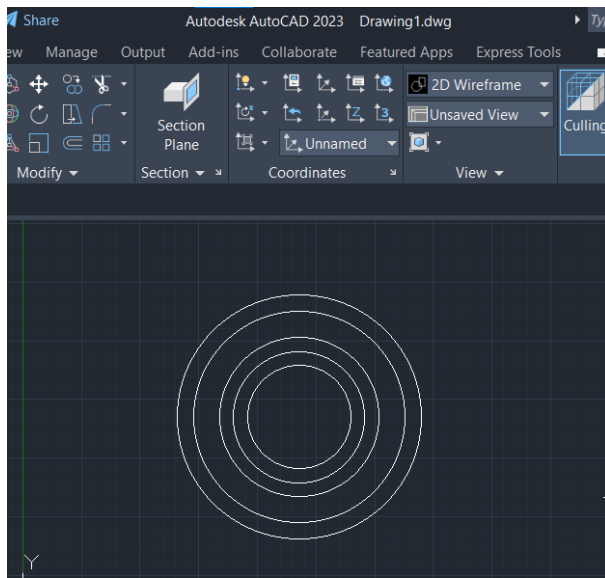 Share Autodesk AutoCAD 2023 Drawing1.dwg Ty
ew Manage Output Add-ins Collaborate Featured Apps Express Tools
2D Wireframe
Unsaved View
Section
Plane
Culling
Unnamed
Modify Section Coordinates View
Y